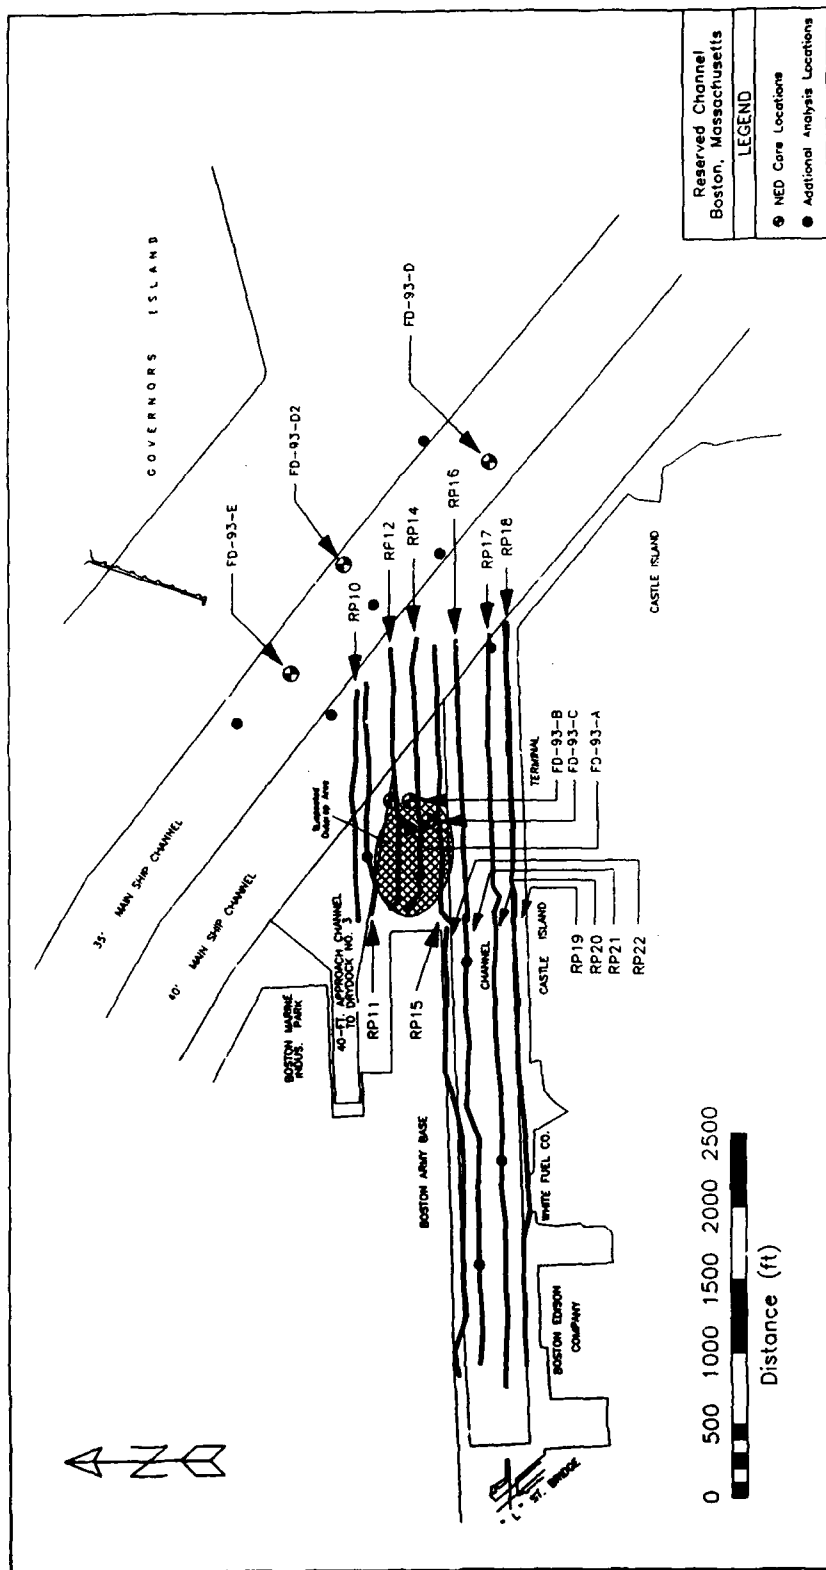 Reserved Channel
Boston, Massachusetts
LEGEND
NED Core Locations
Additional Analysis Locations
GOVERNORS ISLAND
FD-93-E
FD-93-D2
FD-93-D
35' MAIN SHIP CHANNEL
40' MAIN SHIP CHANNEL
RP10
RP12
RP14
RP16
RP17
RP18
BOSTON MARINE
INDUS. PARK
40-FT. APPROACH CHANNEL
TO DRYDOCK NO. 3
Suspected
Outcrop Area
RP11
RP15
BOSTON ARMY BASE
CHANNEL
TERMINAL
CASTLE ISLAND
CASTLE ISLAND
FD-93-B
FD-93-C
FD-93-A
RP19
RP20
RP21
RP22
WHITE FUEL CO.
BOSTON EDISON
COMPANY
"L" ST. BRIDGE
N
0 500 1000 1500 2000 2500
Distance (ft)